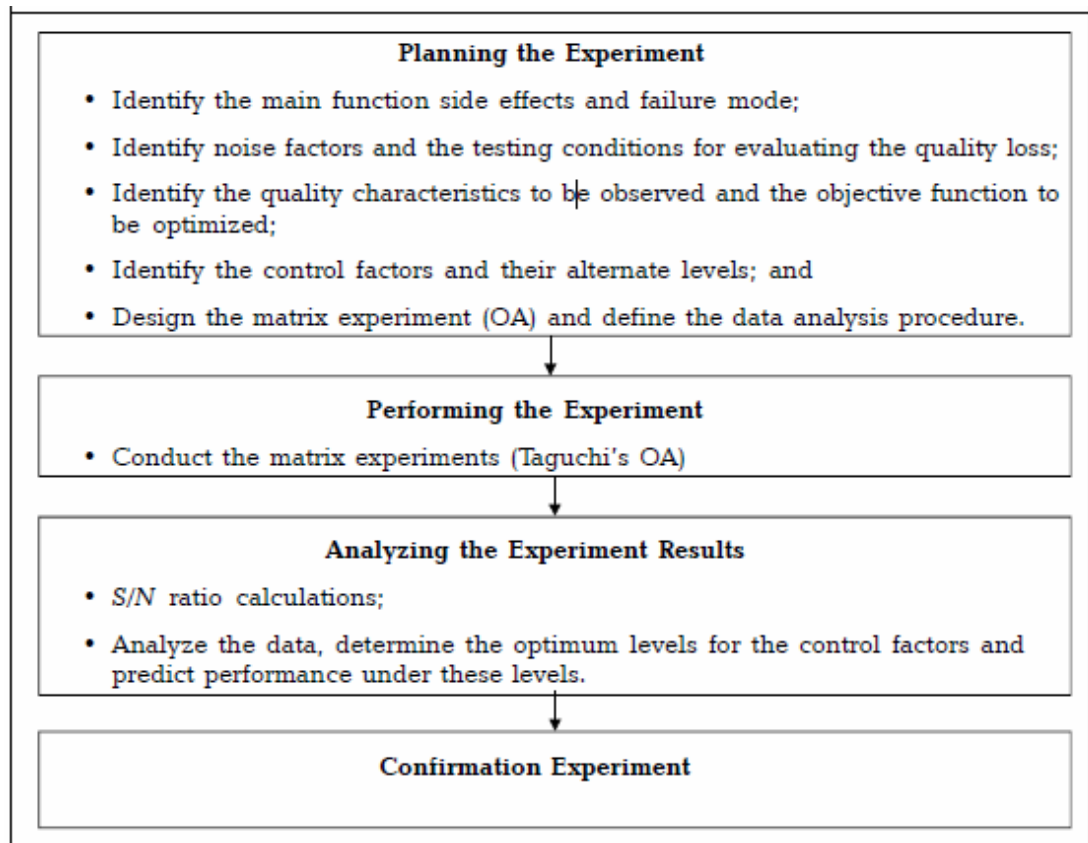 Planning the Experiment
• Identify the main function side effects and failure mode;
• Identify noise factors and the testing conditions for evaluating the quality loss;
• Identify the quality characteristics to be observed and the objective function to
be optimized;
• Identify the control factors and their alternate levels; and
• Design the matrix experiment (OA) and define the data analysis procedure.
Performing the Experiment
• Conduct the matrix experiments (Taguchi's OA)
Analyzing the Experiment Results
• S/N ratio calculations;
• Analyze the data, determine the optimum levels for the control factors and
predict performance under these levels.
Confirmation Experiment